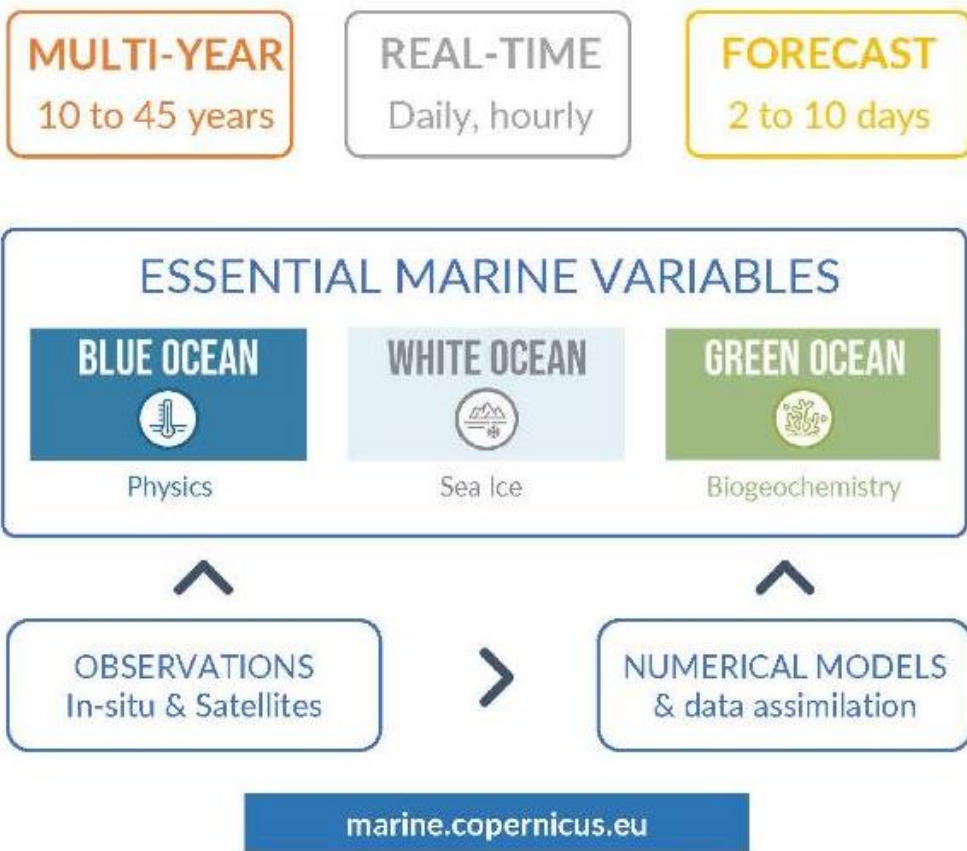 MULTI-YEAR
10 to 45 years
REAL-TIME
Daily, hourly
FORECAST
2 to 10 days
ESSENTIAL MARINE VARIABLES
BLUE OCEAN
Physics
WHITE OCEAN
Sea Ice
GREEN OCEAN
Biogeochemistry
OBSERVATIONS
In-situ & Satellites
NUMERICAL MODELS
& data assimilation
marine.copernicus.eu